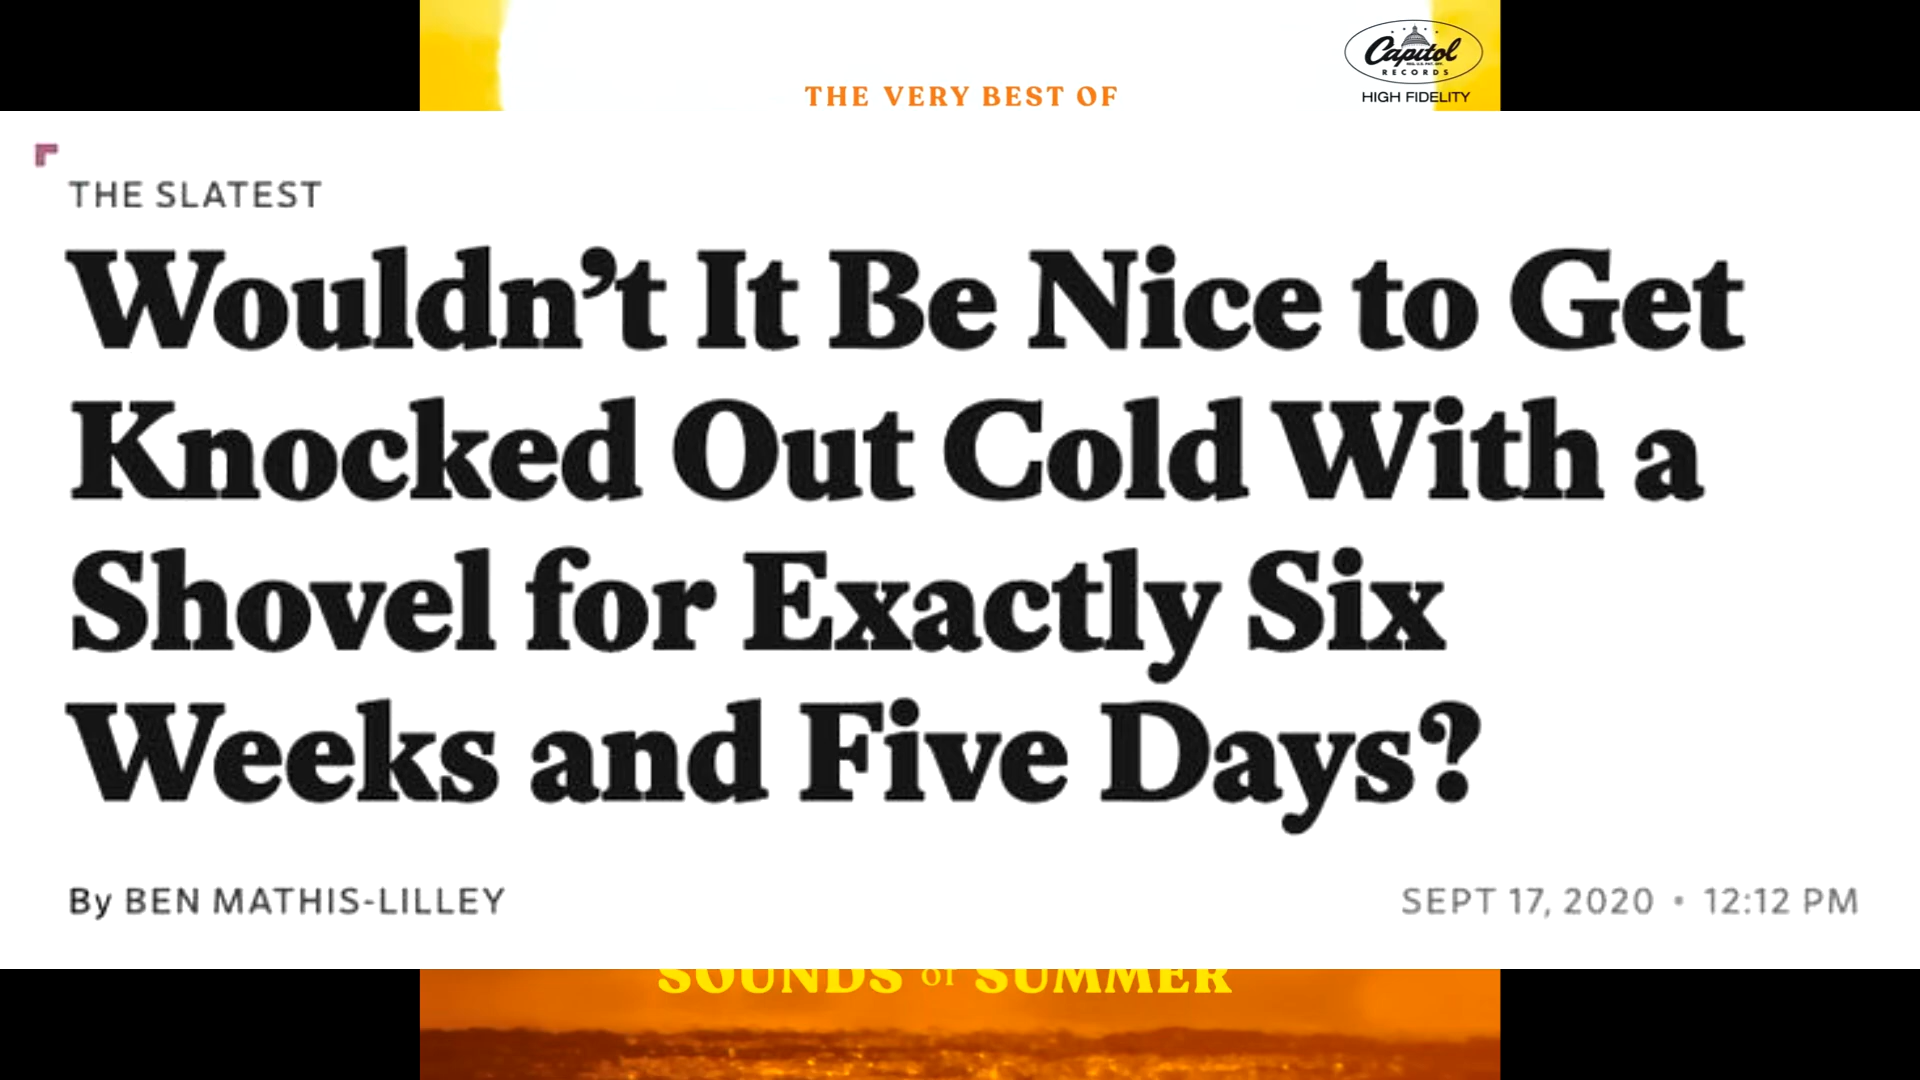 Capitol
RECORDS
HIGH FIDELITY
THE VERY BEST OF
THE SLATEST
Wouldn’t It Be Nice to Get
Knocked Out Cold With a
Shovel for Exactly Six
Weeks and Five Days?
By BEN MATHIS-LILLEY
SEPT 17, 2020 • 12:12 PM
SOUNDS OF SUMMER